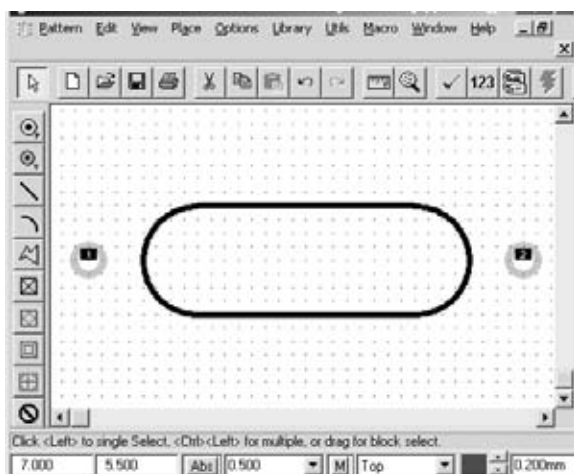 Pattern Edit View Place Options Library Utils Macro Window Help
123
1 2
Click <Left> to single Select, <Ctrl><Left> for multiple, or drag for block select.
7.000 5.500 Abs 0.500 M Top 0.200mm